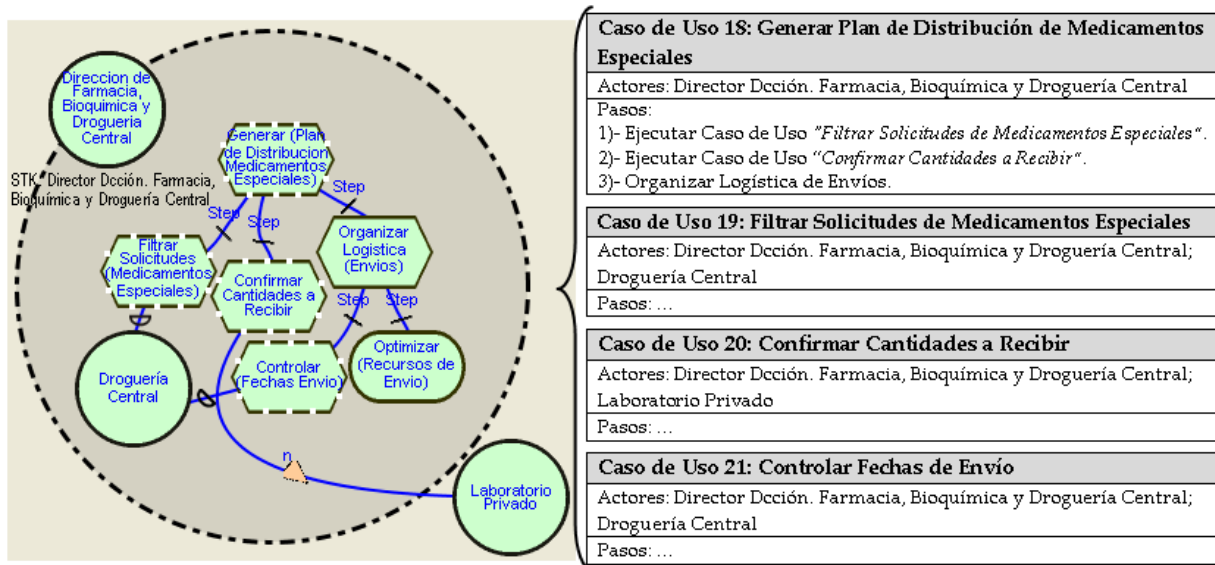 Direccion de
Farmacia,
Bioquimica y
Drogueria
Central
STK_Director Dcción. Farmacia,
Bioquímica y Droguería Central
Generar (Plan
de Distribucion
Medicamentos
Especiales)
Step
Step
Step
Filtrar
Solicitudes
(Medicamentos
Especiales)
Confirmar
Cantidades a
Recibir
Organizar
Logistica
(Envios)
Step
Step
Droguería
Central
Controlar
(Fechas Envio)
Optimizar
(Recursos de
Envio)
n
Laboratorio
Privado
Caso de Uso 18: Generar Plan de Distribución de Medicamentos
Especiales
Actores: Director Dcción. Farmacia, Bioquímica y Droguería Central
Pasos:
1)- Ejecutar Caso de Uso "Filtrar Solicitudes de Medicamentos Especiales".
2)- Ejecutar Caso de Uso "Confirmar Cantidades a Recibir".
3)- Organizar Logística de Envíos.
Caso de Uso 19: Filtrar Solicitudes de Medicamentos Especiales
Actores: Director Dcción. Farmacia, Bioquímica y Droguería Central;
Droguería Central
Pasos: ...
Caso de Uso 20: Confirmar Cantidades a Recibir
Actores: Director Dcción. Farmacia, Bioquímica y Droguería Central;
Laboratorio Privado
Pasos: ...
Caso de Uso 21: Controlar Fechas de Envío
Actores: Director Dcción. Farmacia, Bioquímica y Droguería Central;
Droguería Central
Pasos: ...